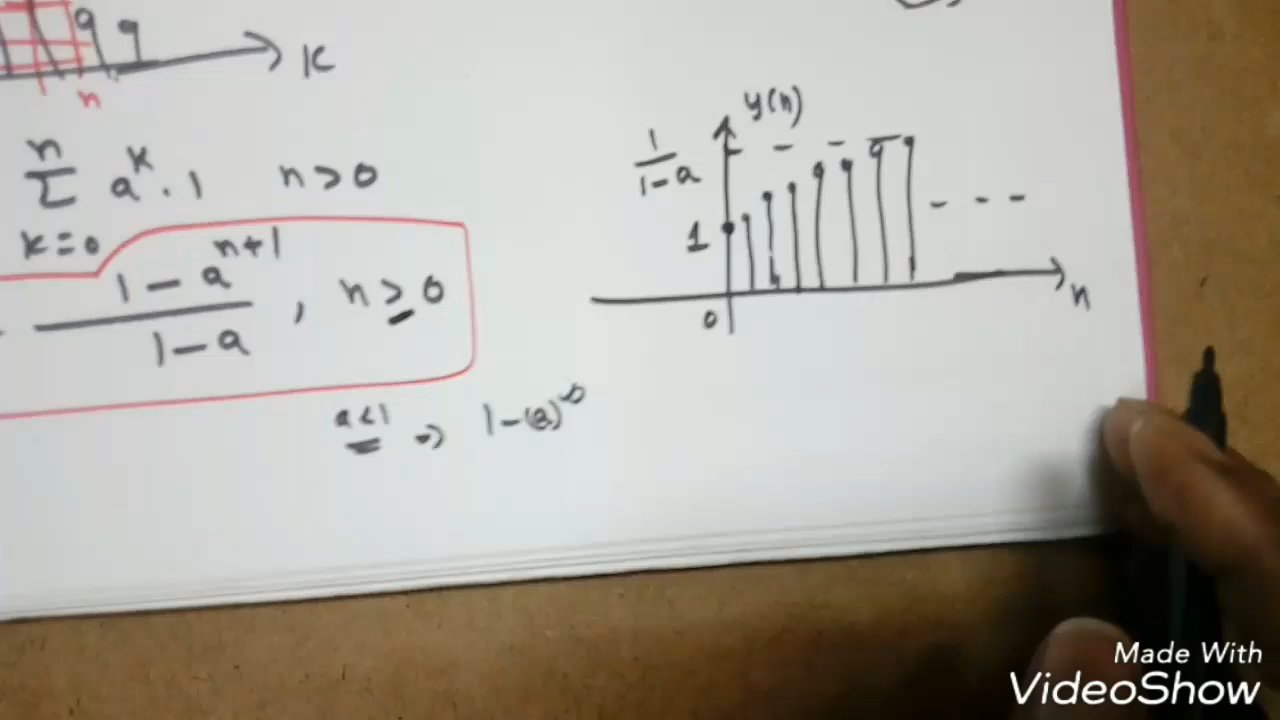 K
n
n
Σ a^k . 1 n > 0
k=0
1 - a^(n+1)
1 - a
, n ≥ 0
a<1 => 1-(a)^∞
y(n)
1
1-a
1
0
n
Made With
VideoShow